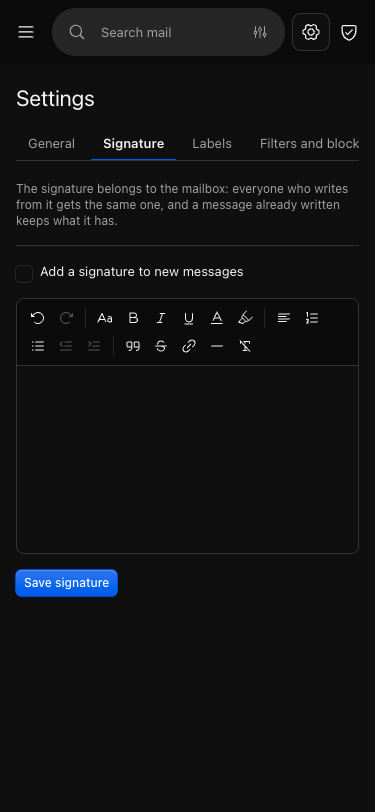 Search mail
Settings
General Signature Labels Filters and block
The signature belongs to the mailbox: everyone who writes
from it gets the same one, and a message already written
keeps what it has.
Add a signature to new messages
Aa B I U A
Save signature